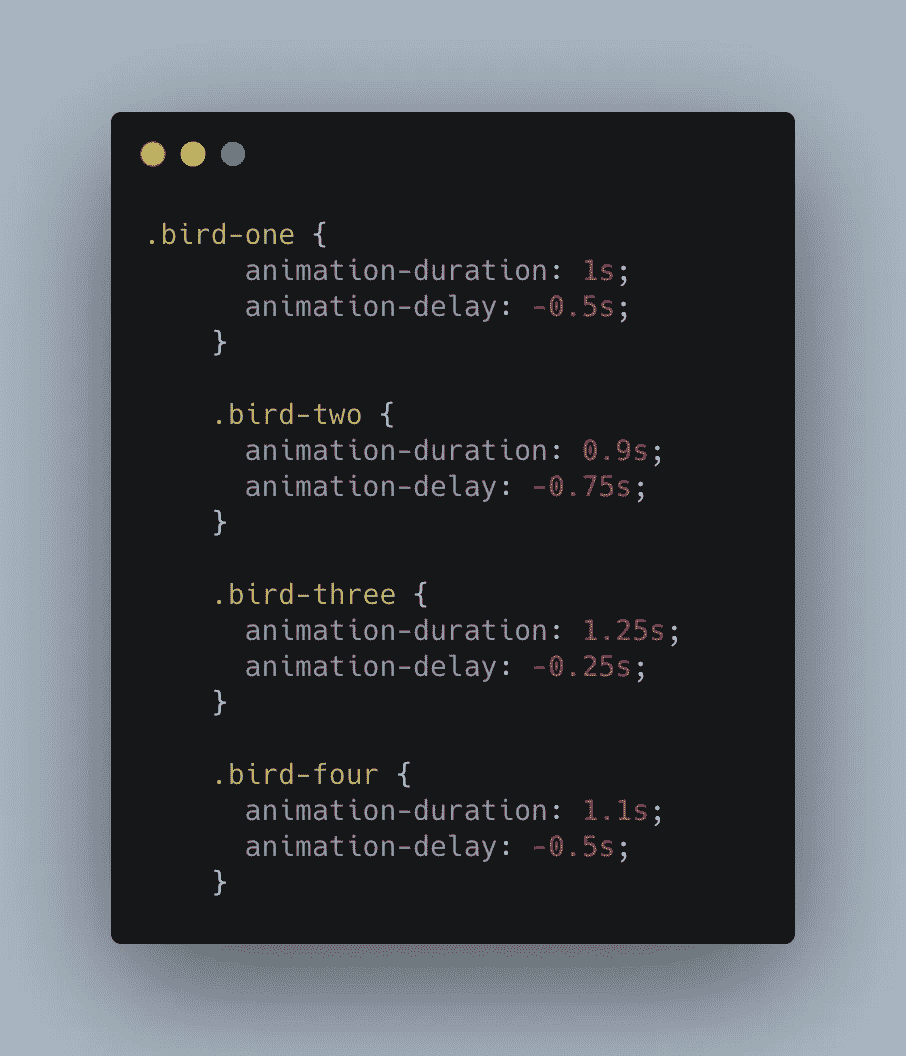 .bird-one {
      animation-duration: 1s;
      animation-delay: -0.5s;
    }

    .bird-two {
      animation-duration: 0.9s;
      animation-delay: -0.75s;
    }

    .bird-three {
      animation-duration: 1.25s;
      animation-delay: -0.25s;
    }

    .bird-four {
      animation-duration: 1.1s;
      animation-delay: -0.5s;
    }